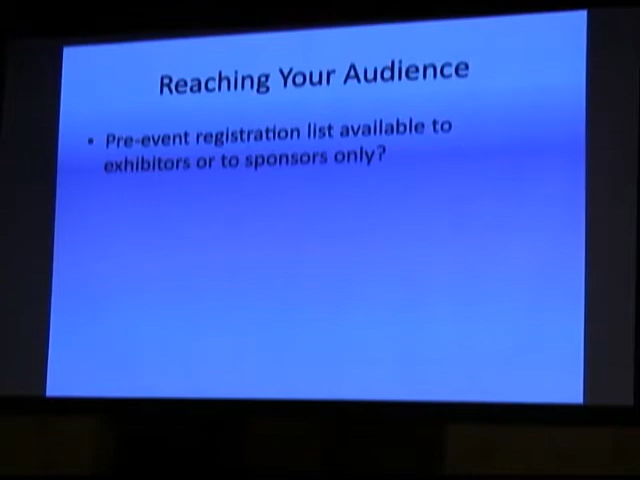 Reaching Your Audience
• Pre-event registration list available to
exhibitors or to sponsors only?